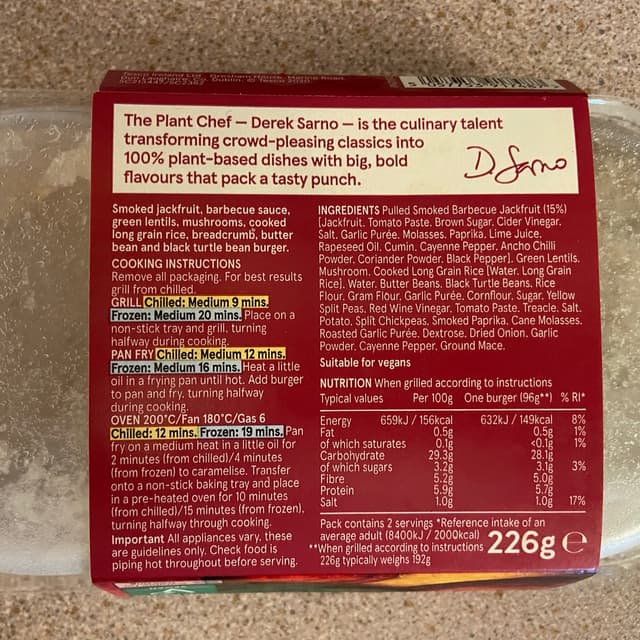 Tesco Ireland Ltd., Gresham House, Marine Road,
Dun Laoghaire, Co. Dublin. © Tesco 2020.
The Plant Chef – Derek Sarno – is the culinary talent
transforming crowd-pleasing classics into
100% plant-based dishes with big, bold
flavours that pack a tasty punch.
D. Sarno
Smoked jackfruit, barbecue sauce,
green lentils, mushrooms, cooked
long grain rice, breadcrumb, butter
bean and black turtle bean burger.
COOKING INSTRUCTIONS
Remove all packaging. For best results
grill from chilled.
GRILL Chilled: Medium 9 mins.
Frozen: Medium 20 mins. Place on a
non-stick tray and grill, turning
halfway during cooking.
PAN FRY Chilled: Medium 12 mins.
Frozen: Medium 16 mins. Heat a little
oil in a frying pan until hot. Add burger
to pan and fry, turning halfway
during cooking.
OVEN 200°C/Fan 180°C/Gas 6
Chilled: 12 mins. Frozen: 19 mins. Pan
fry on a medium heat in a little oil for
2 minutes (from chilled)/4 minutes
(from frozen) to caramelise. Transfer
onto a non-stick baking tray and place
in a pre-heated oven for 10 minutes
(from chilled)/15 minutes (from frozen),
turning halfway through cooking.
Important All appliances vary, these
are guidelines only. Check food is
piping hot throughout before serving.
INGREDIENTS Pulled Smoked Barbecue Jackfruit (15%)
[Jackfruit, Tomato Paste, Brown Sugar, Cider Vinegar,
Salt, Garlic Purée, Molasses, Paprika, Lime Juice,
Rapeseed Oil, Cumin, Cayenne Pepper, Ancho Chilli
Powder, Coriander Powder, Black Pepper], Green Lentils,
Mushroom, Cooked Long Grain Rice [Water, Long Grain
Rice], Water, Butter Beans, Black Turtle Beans, Rice
Flour, Gram Flour, Garlic Purée, Cornflour, Sugar, Yellow
Split Peas, Red Wine Vinegar, Tomato Paste, Treacle, Salt,
Potato, Split Chickpeas, Smoked Paprika, Cane Molasses,
Roasted Garlic Purée, Dextrose, Dried Onion, Garlic
Powder, Cayenne Pepper, Ground Mace.
Suitable for vegans
NUTRITION When grilled according to instructions
Typical values Per 100g One burger (96g**) % RI*
Energy 659kJ / 156kcal 632kJ / 149kcal 8%
Fat 0.5g 0.5g 1%
of which saturates 0.1g <0.1g 1%
Carbohydrate 29.3g 28.1g
of which sugars 3.2g 3.1g 3%
Fibre 5.2g 5.0g
Protein 5.9g 5.7g
Salt 1.0g 1.0g 17%
Pack contains 2 servings *Reference intake of an
average adult (8400kJ / 2000kcal)
**When grilled according to instructions
226g typically weighs 192g
226g ℮